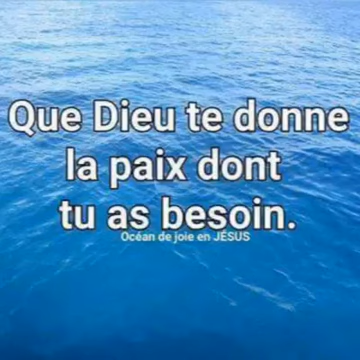 Que Dieu te donne
la paix dont
tu as besoin.
Océan de joie en JÉSUS